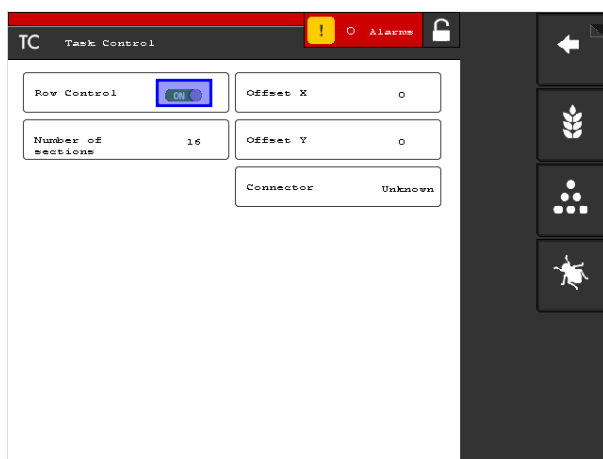 TC Task Control
! 0 Alarms
Row Control ON
Offset X 0
Number of sections 16
Offset Y 0
Connector Unknown